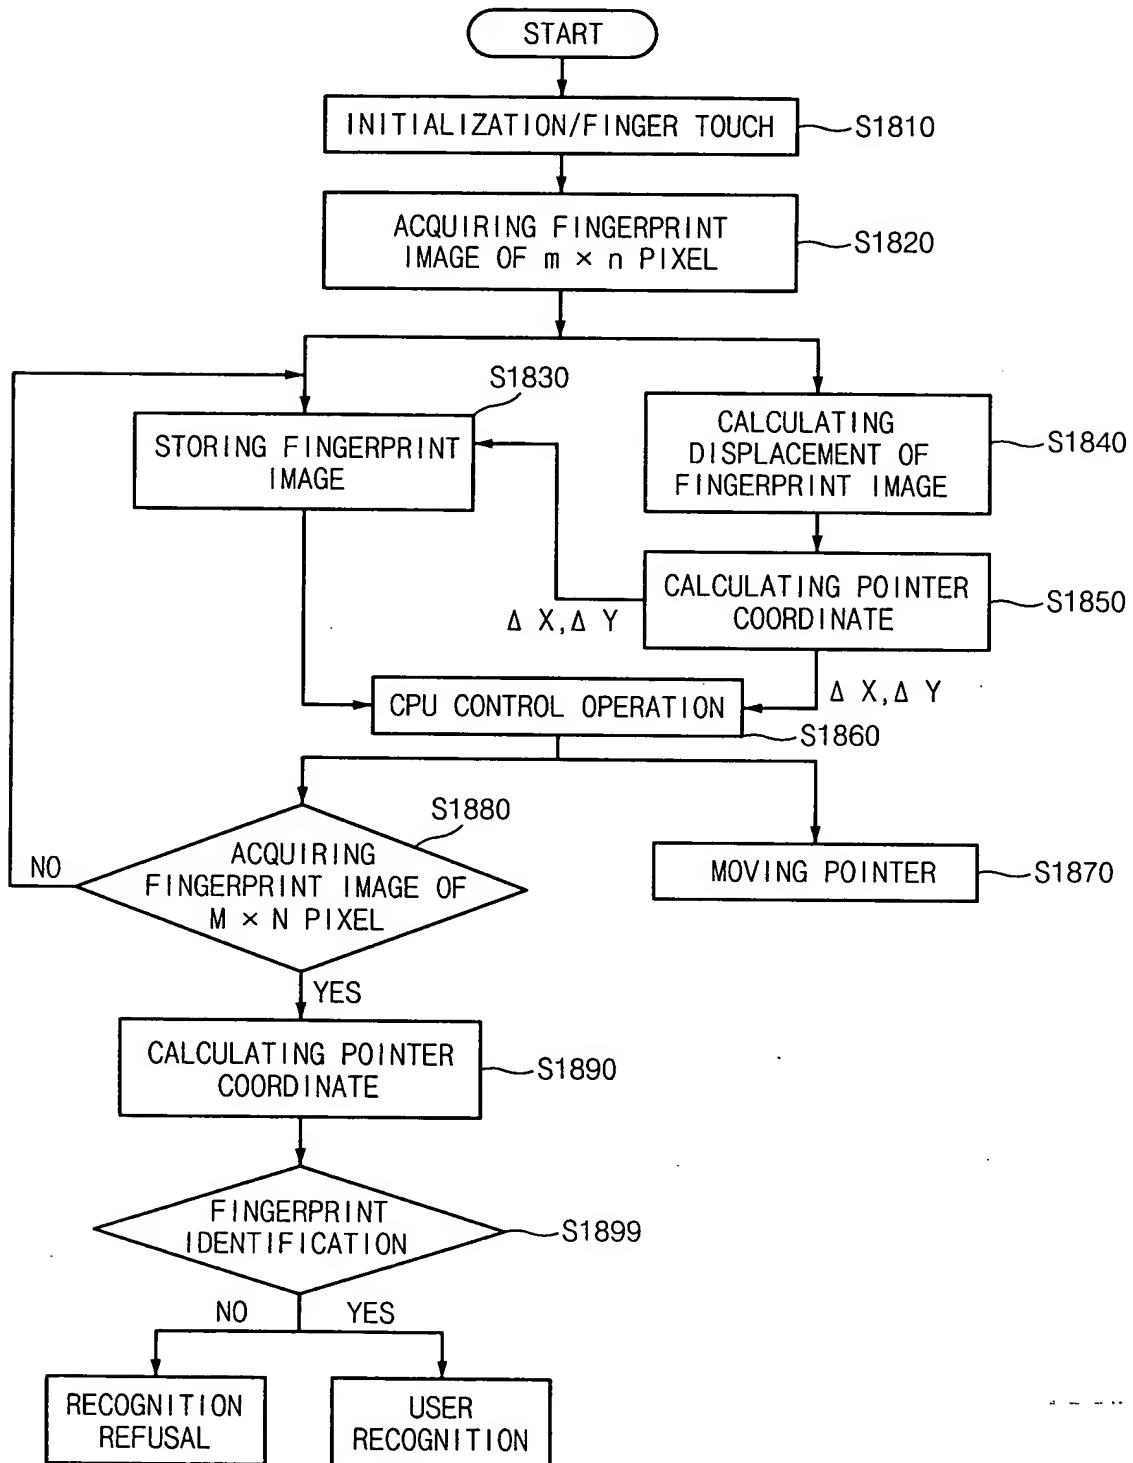 START
INITIALIZATION/FINGER TOUCH
S1810
ACQUIRING FINGERPRINT
IMAGE OF m × n PIXEL
S1820
S1830
STORING FINGERPRINT
IMAGE
CALCULATING
DISPLACEMENT OF
FINGERPRINT IMAGE
S1840
CALCULATING POINTER
COORDINATE
S1850
Δ X, Δ Y
Δ X, Δ Y
CPU CONTROL OPERATION
S1860
S1880
NO
ACQUIRING
FINGERPRINT IMAGE OF
M × N PIXEL
MOVING POINTER
S1870
YES
CALCULATING POINTER
COORDINATE
S1890
FINGERPRINT
IDENTIFICATION
S1899
NO
YES
RECOGNITION
REFUSAL
USER
RECOGNITION